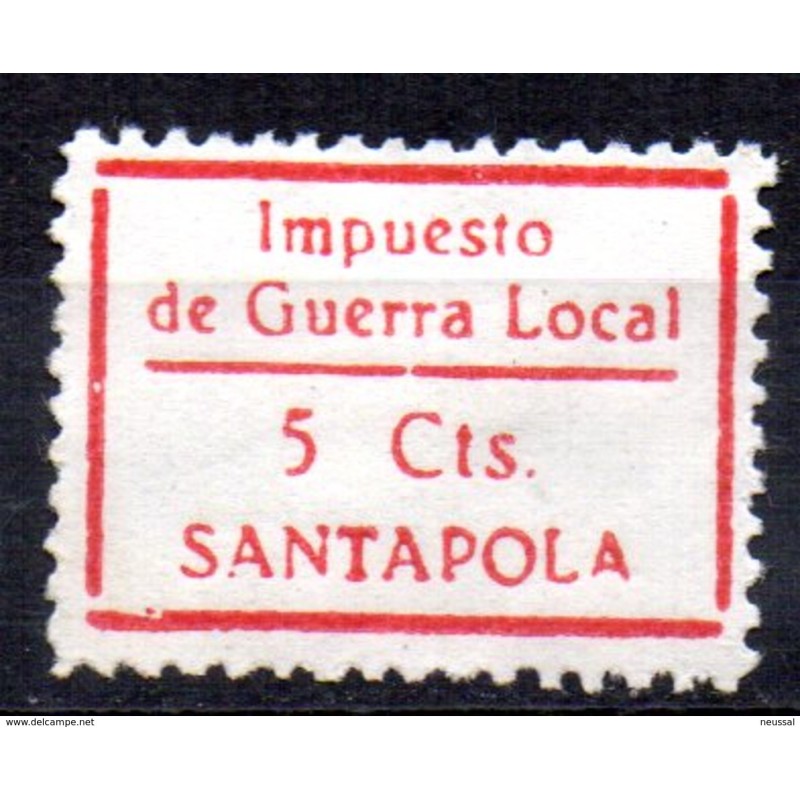 Impuesto
de Guerra Local
5 Cts.
SANTAPOLA
www.delcampe.net
neussal